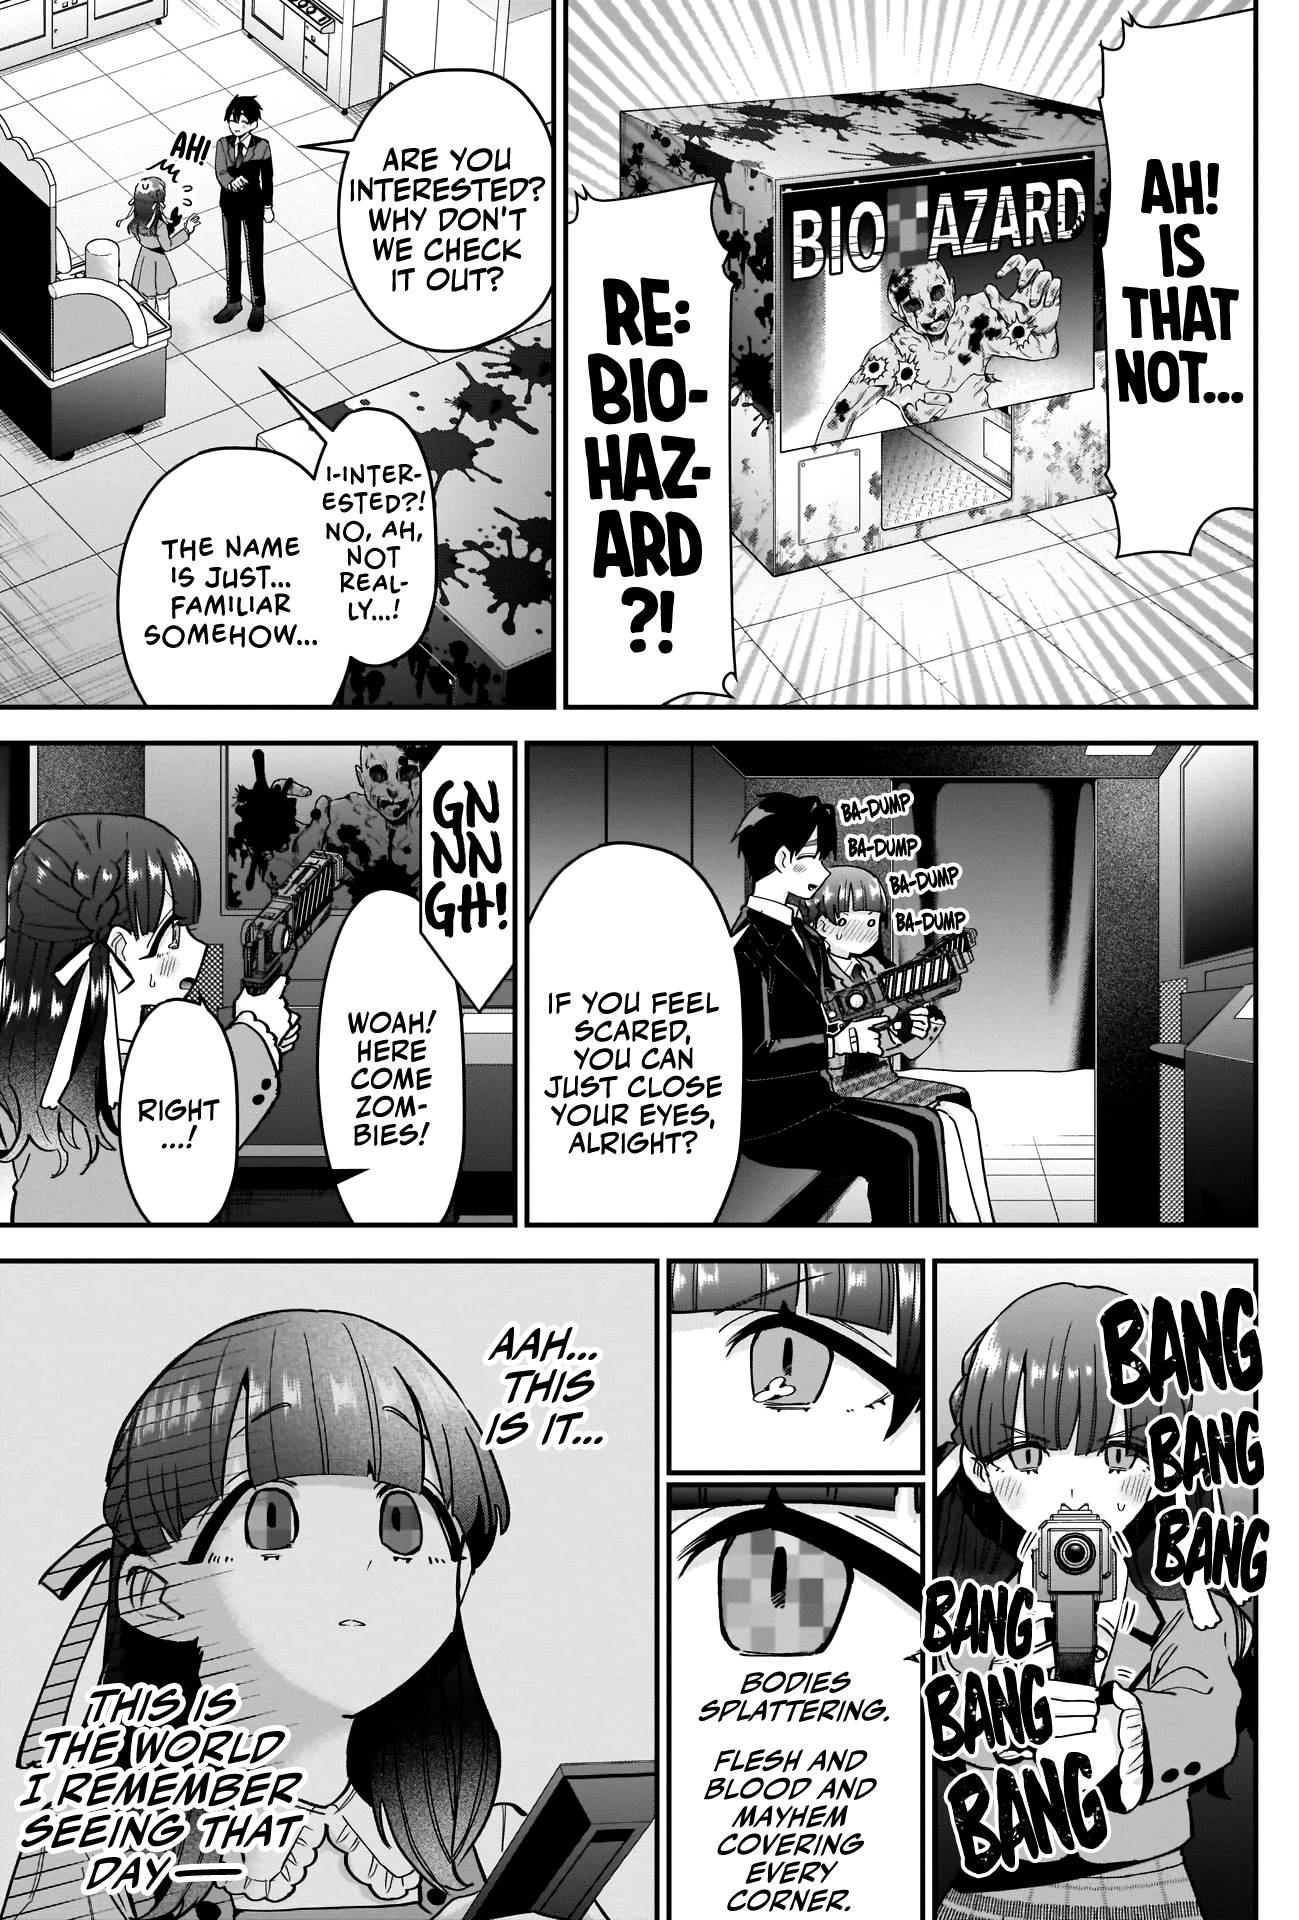 AH!
IS
THAT
NOT...
BIO AZARD
RE:
BIO-
HAZ-
ARD
?!
ARE YOU
INTERESTED?
WHY DON'T
WE CHECK
IT OUT?
AH!
I-INTER-
ESTED?!
NO, AH,
NOT
REAL-
LY...!
THE NAME
IS JUST...
FAMILIAR
SOMEHOW...
BA-DUMP
BA-DUMP
BA-DUMP
BA-DUMP
IF YOU FEEL
SCARED,
YOU CAN
JUST CLOSE
YOUR EYES,
ALRIGHT?
GN
NN
GH!
WOAH!
HERE
COME
ZOM-
BIES!
RIGHT
...!
BANG
BANG
BANG
BANG
BANG
BANG
BODIES
SPLATTERING.
FLESH AND
BLOOD AND
MAYHEM
COVERING
EVERY
CORNER.
AAH...
THIS
IS IT...
THIS IS
THE WORLD
I REMEMBER
SEEING THAT
DAY—